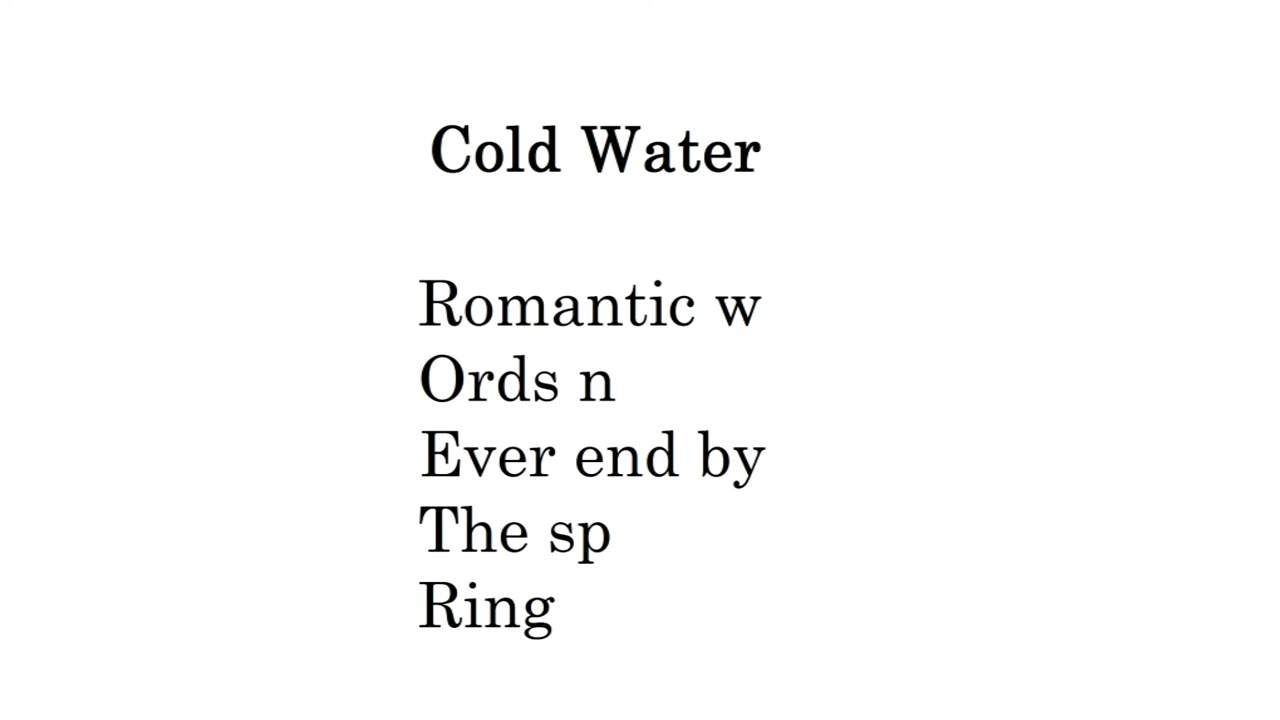 Cold Water
Romantic w
Ords n
Ever end by
The sp
Ring